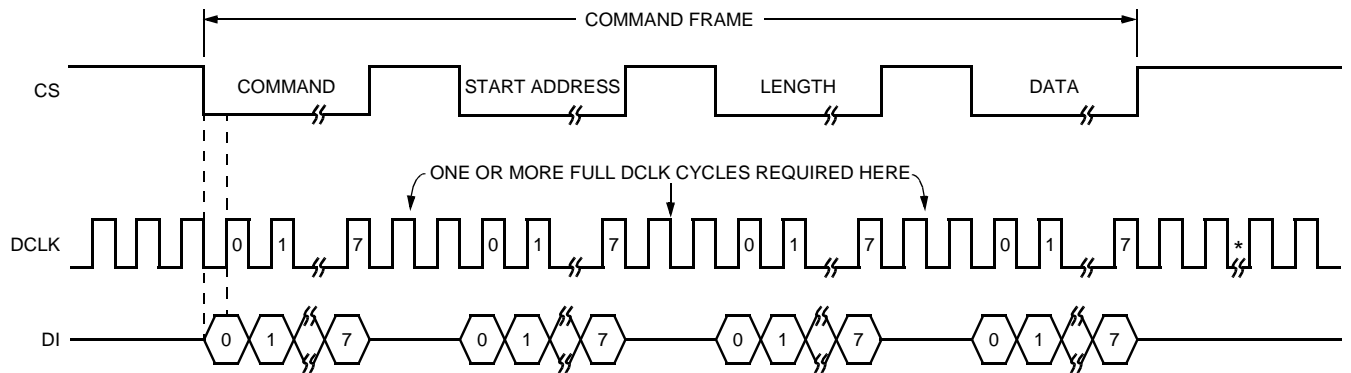 COMMAND FRAME
CS COMMAND START ADDRESS LENGTH DATA
ONE OR MORE FULL DCLK CYCLES REQUIRED HERE
DCLK 0 1 7 0 1 7 0 1 7 0 1 7 *
DI 0 1 7 0 1 7 0 1 7 0 1 7